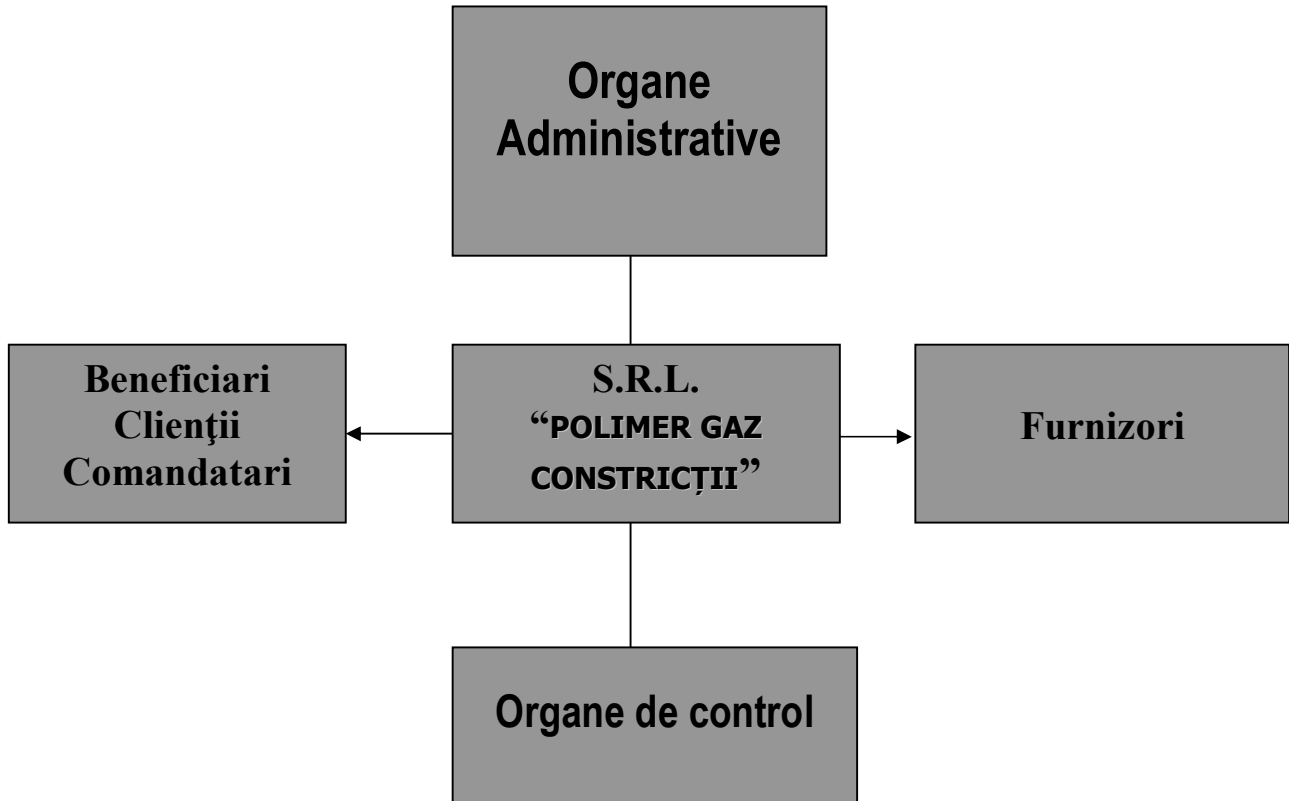 Organe
Administrative
Beneficiari
Clienţii
Comandatari
S.R.L.
“POLIMER GAZ
CONSTRICȚII”
Furnizori
Organe de control